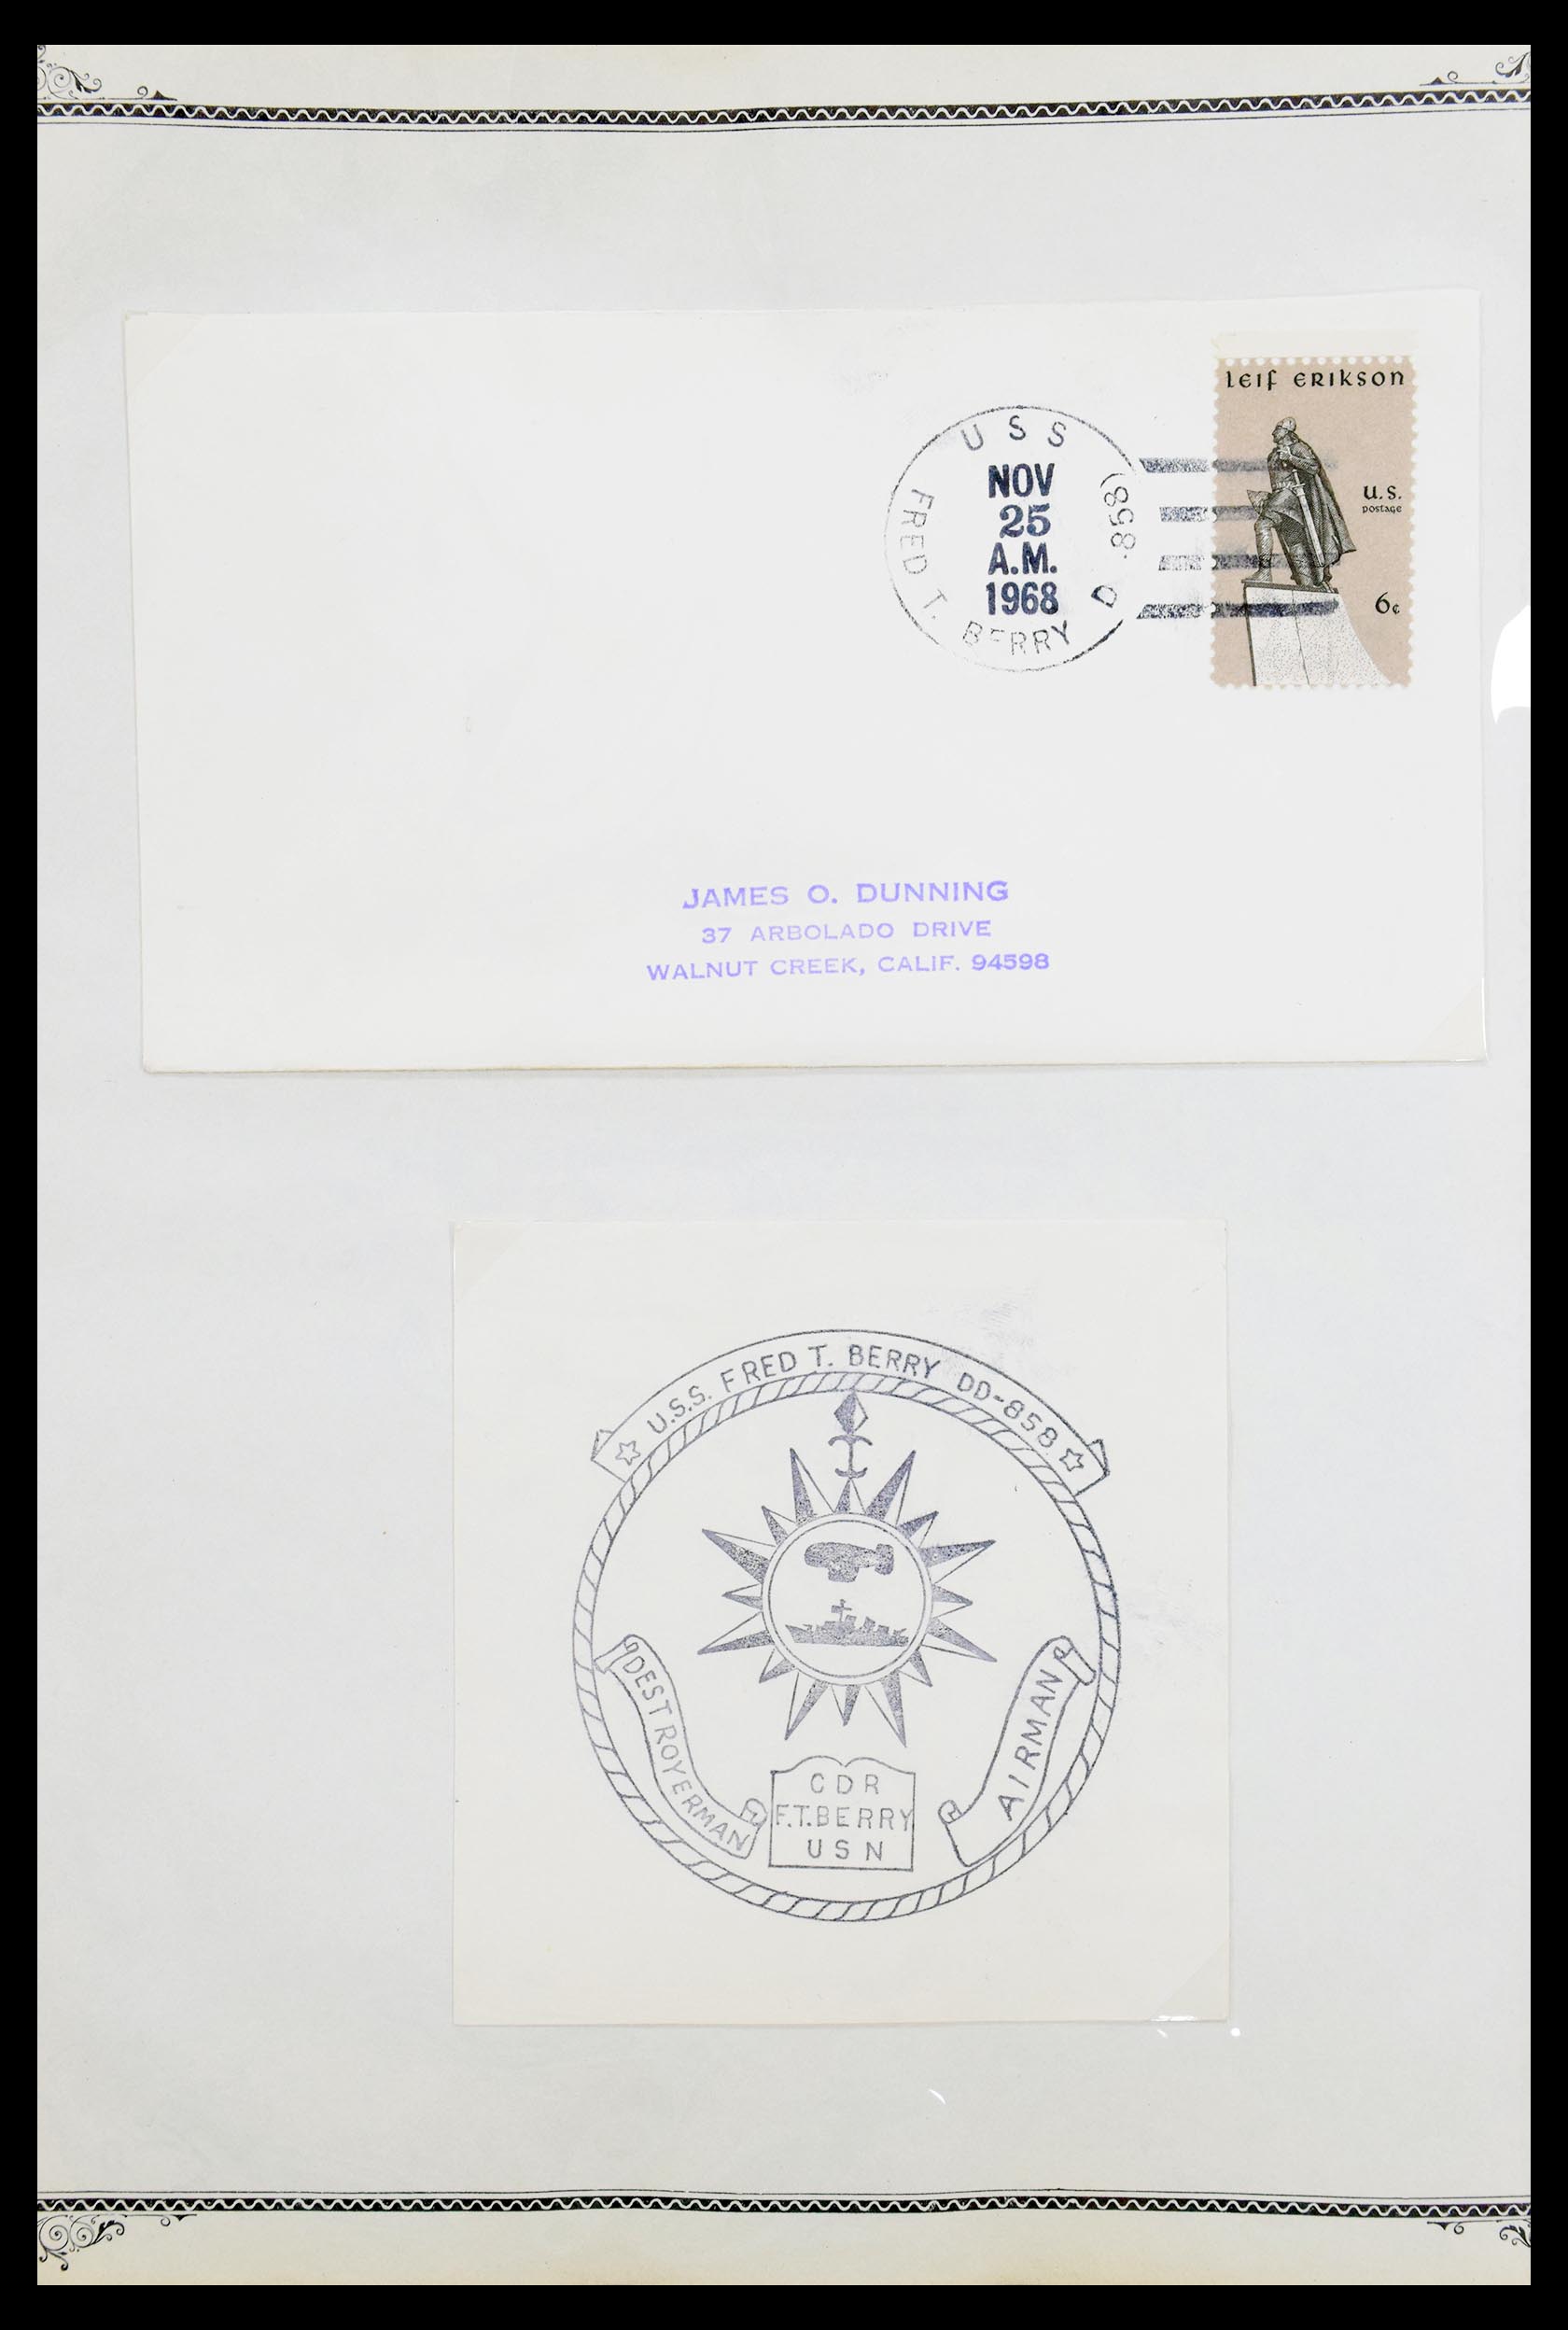 LEIF ERIKSON
U.S.
postage
6¢
USS
FRED T. BERRY
D -858)
NOV
25
A.M.
1968
JAMES O. DUNNING
37 ARBOLADO DRIVE
WALNUT CREEK, CALIF. 94598
U.S.S. FRED T. BERRY DD-858
DESTROYERMAN
AIRMAN
CDR
F.T.BERRY
USN